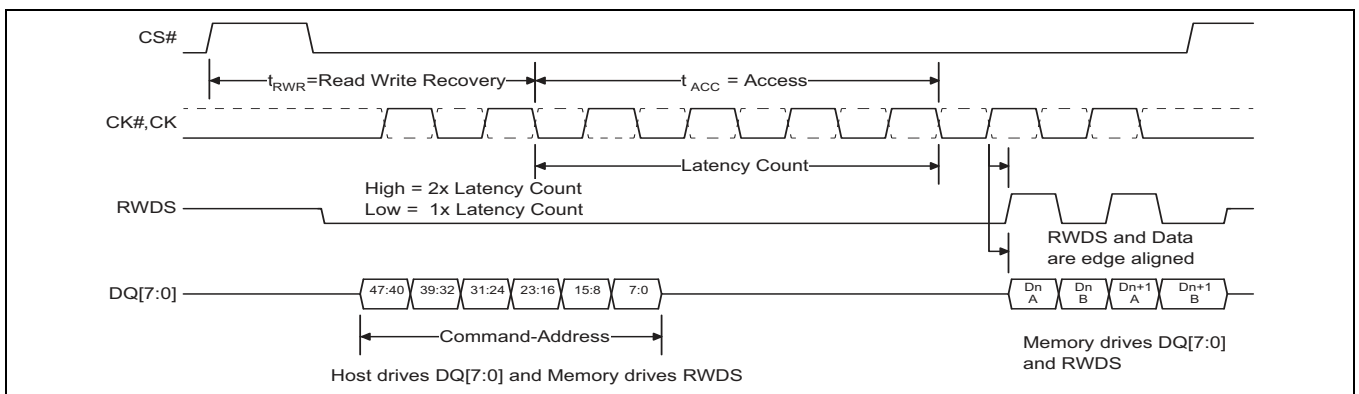 CS#
tRWR=Read Write Recovery
tACC = Access
CK#,CK
Latency Count
High = 2x Latency Count
Low = 1x Latency Count
RWDS
RWDS and Data
are edge aligned
DQ[7:0]
47:40 39:32 31:24 23:16 15:8 7:0
Dn A
Dn B
Dn+1 A
Dn+1 B
Command-Address
Memory drives DQ[7:0]
and RWDS
Host drives DQ[7:0] and Memory drives RWDS